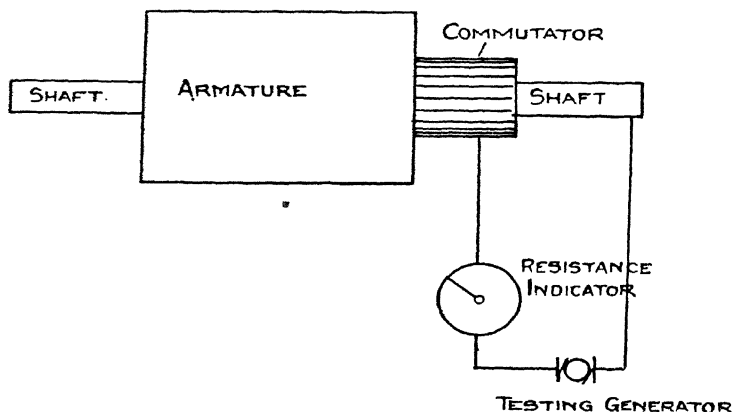 COMMUTATOR
SHAFT.
ARMATURE
SHAFT
RESISTANCE
INDICATOR
TESTING GENERATOR